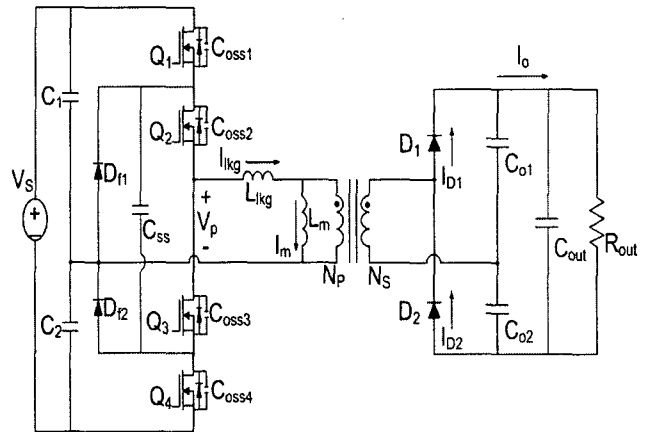 Q1
Coss1
C1
Q2
Coss2
Df1
Css
VS
+
Ilkg
Llkg
+
Vp
-
Lm
Im
NP
NS
D1
ID1
Io
Co1
Cout
Rout
C2
Df2
Q3
Coss3
D2
ID2
Co2
Q4
Coss4